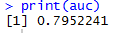 > print(auc)
[1] 0.7952241